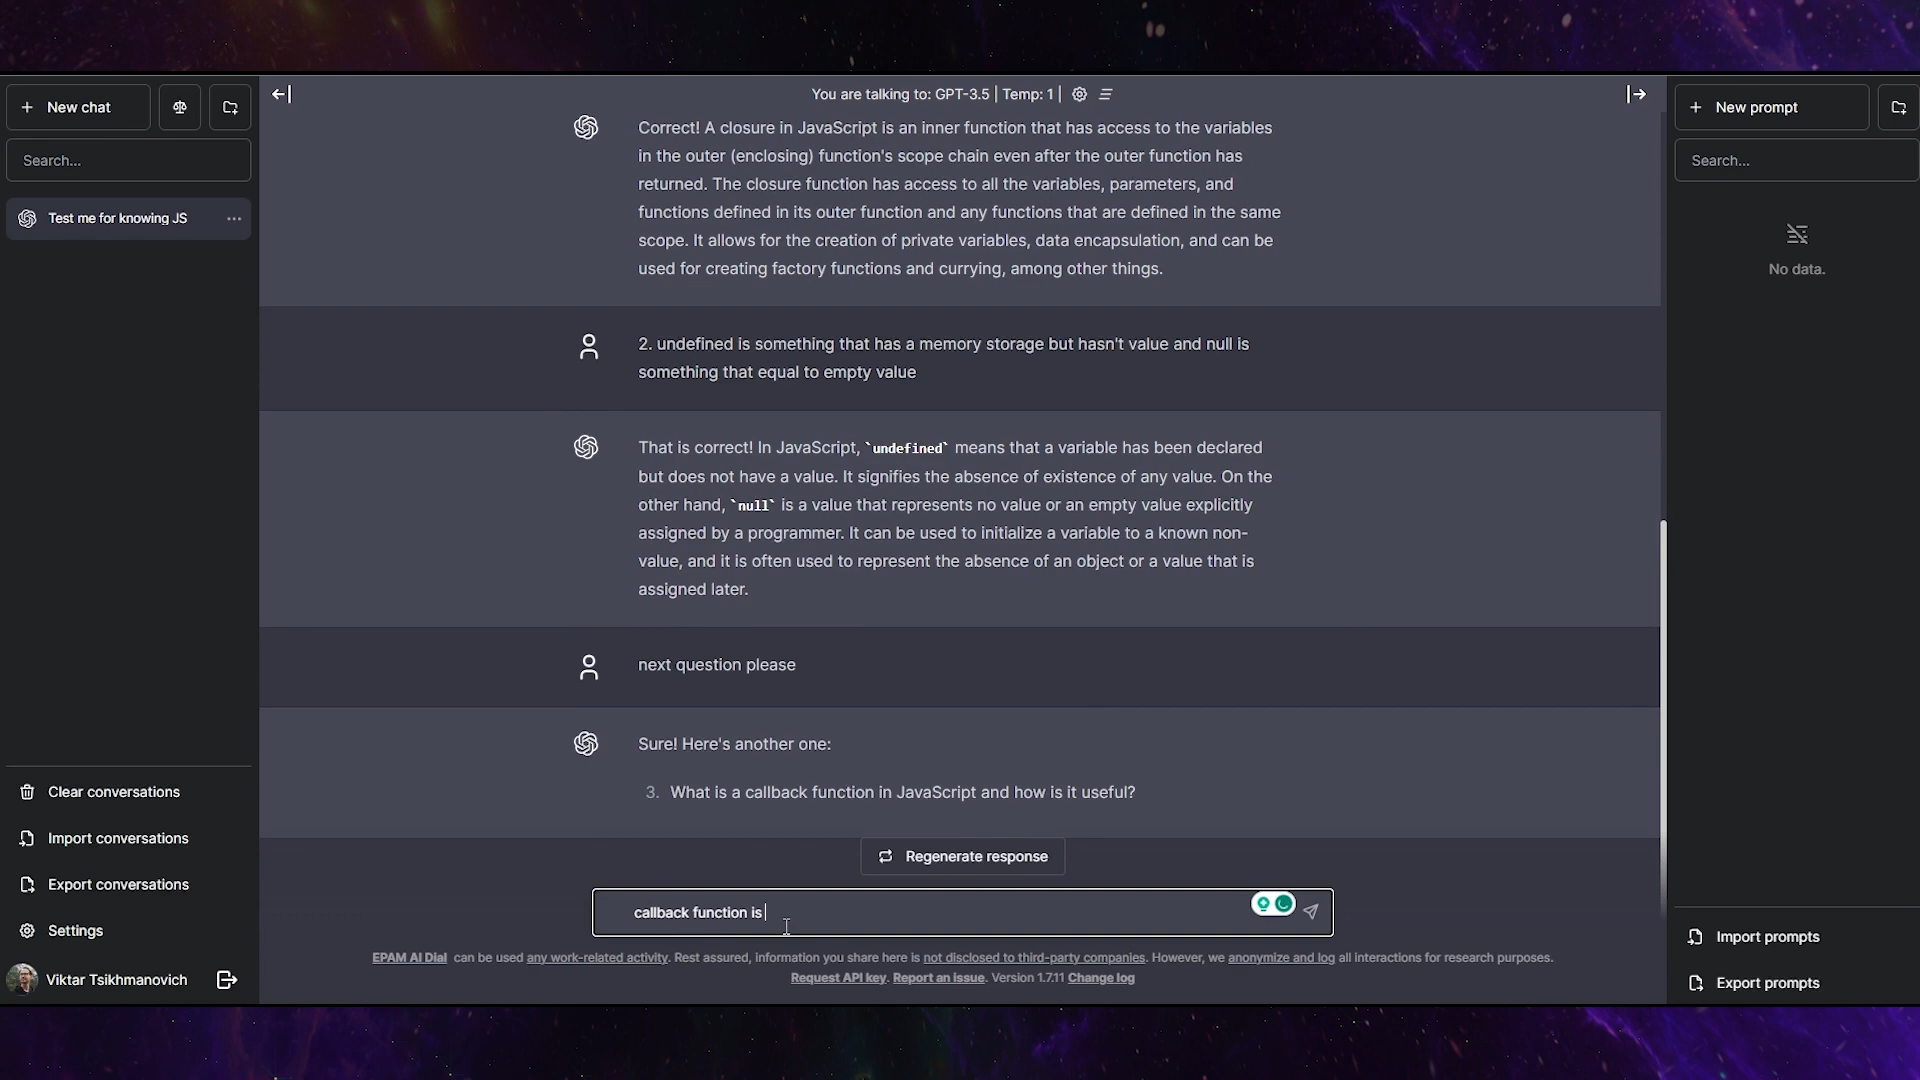 New chat
You are talking to: GPT-3.5 | Temp: 1 |
New prompt
Search...
Search...
Test me for knowing JS
No data.
Correct! A closure in JavaScript is an inner function that has access to the variables
in the outer (enclosing) function's scope chain even after the outer function has
returned. The closure function has access to all the variables, parameters, and
functions defined in its outer function and any functions that are defined in the same
scope. It allows for the creation of private variables, data encapsulation, and can be
used for creating factory functions and currying, among other things.
2. undefined is something that has a memory storage but hasn't value and null is
something that equal to empty value
That is correct! In JavaScript, `undefined` means that a variable has been declared
but does not have a value. It signifies the absence of existence of any value. On the
other hand, `null` is a value that represents no value or an empty value explicitly
assigned by a programmer. It can be used to initialize a variable to a known non-
value, and it is often used to represent the absence of an object or a value that is
assigned later.
next question please
Sure! Here's another one:
3. What is a callback function in JavaScript and how is it useful?
Regenerate response
callback function is
EPAM AI Dial can be used any work-related activity. Rest assured, information you share here is not disclosed to third-party companies. However, we anonymize and log all interactions for research purposes.
Request API key. Report an issue. Version 1.7.11 Change log
Clear conversations
Import conversations
Export conversations
Settings
Viktar Tsikhmanovich
Import prompts
Export prompts